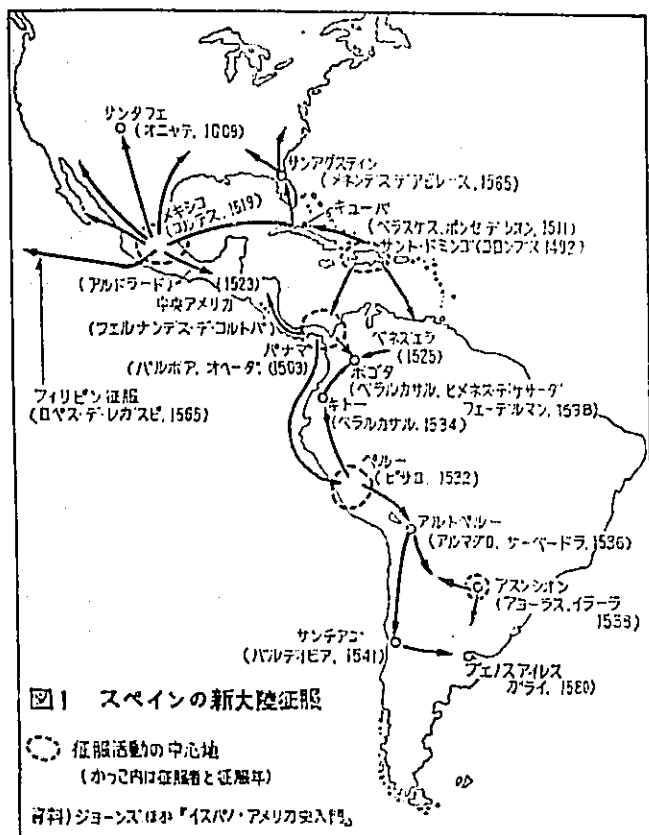 サンタフェ
(オニャテ, 1609)
サンアグスティン
(メネンデス・デ・アビレース, 1565)
メキシコ
(コルテス, 1519)
キューバ
(ベラスケス, ポンセ・デ・レオン, 1511)
サント・ドミンゴ(コロンブス 1492)
(アルドラード)
(1523)
中央アメリカ
(フェルナンデス・デ・コルトバ)
パナマ
(バルボア, オヘーダ, 1503)
ベネズエラ
(1525)
ボゴタ
(ベラルカサル, ヒメネス・デ・ケサーダ
フェーデルマン, 1538)
フィリピン征服
(ロペス・デ・レガスピ, 1565)
キトー
(ベラルカサル, 1534)
ペルー
(ピサロ, 1532)
アルトペルー
(アルマグロ, サーベードラ, 1536)
アスンシオン
(アヨーラス, イラーラ
1538)
サンチアゴ
(バルディビア, 1541)
ブェノスアイレス
ガライ, 1580)
図1 スペインの新大陸征服
征服活動の中心地
(かっこ内は征服者と征服年)
資料)ジョーンズほか『イスパノ・アメリカ史入門』